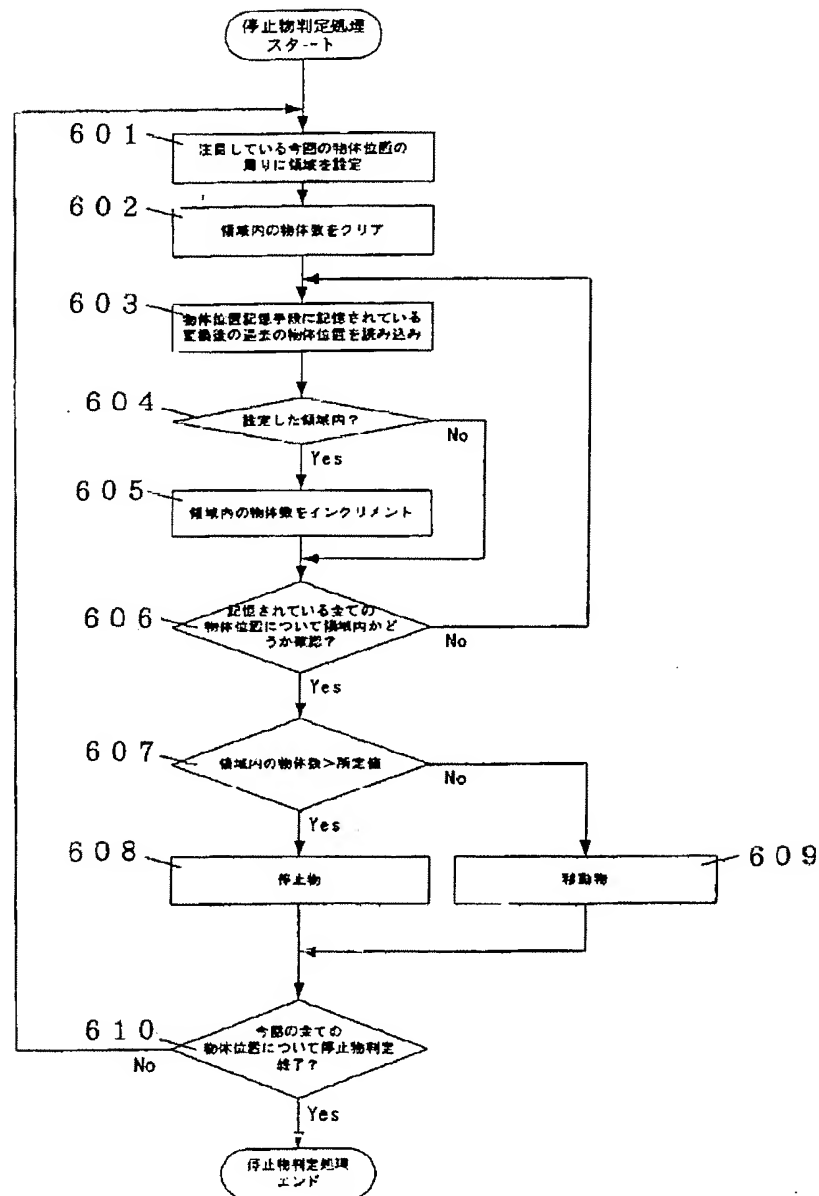 停止物判定処理
スタート
601
注目している今回の物体位置の
周りに領域を設定
602
領域内の物体数をクリア
603
物体位置記憶手段に記憶されている
変換後の過去の物体位置を読み込み
604
設定した領域内?
No
Yes
605
領域内の物体数をインクリメント
606
記憶されている全ての
物体位置について領域内かど
うか確認?
No
Yes
607
領域内の物体数>所定値
No
Yes
608
停止物
移動物
609
610
今回の全ての
物体位置について停止物判定
終了?
No
Yes
停止物判定処理
エンド